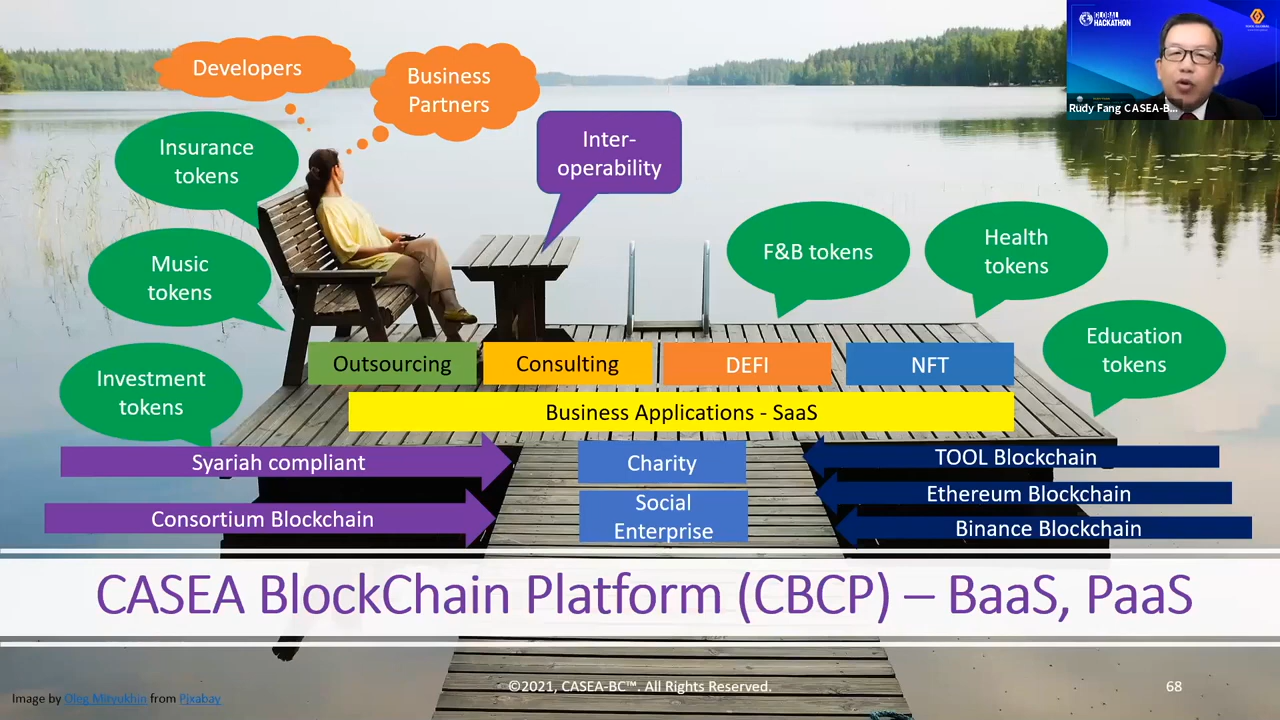 Developers
Business
Partners
GLOBAL
HACKATHON
Rudy Fang CASEA-B...
Insurance
tokens
Inter-
operability
Music
tokens
F&B tokens
Health
tokens
Investment
tokens
Education
tokens
Outsourcing
Consulting
DEFI
NFT
Business Applications - SaaS
Syariah compliant
Charity
TOOL Blockchain
Consortium Blockchain
Social
Enterprise
Ethereum Blockchain
Binance Blockchain
CASEA BlockChain Platform (CBCP) – BaaS, PaaS
©2021, CASEA-BC™. All Rights Reserved.
68
Image by Oleg Mityukhin from Pixabay